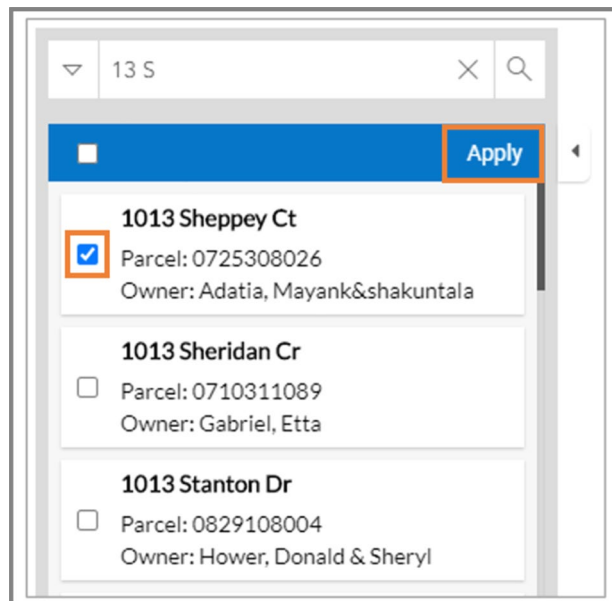 13 S
Apply
1013 Sheppey Ct
Parcel: 0725308026
Owner: Adatia, Mayank&shakuntala
1013 Sheridan Cr
Parcel: 0710311089
Owner: Gabriel, Etta
1013 Stanton Dr
Parcel: 0829108004
Owner: Hower, Donald & Sheryl